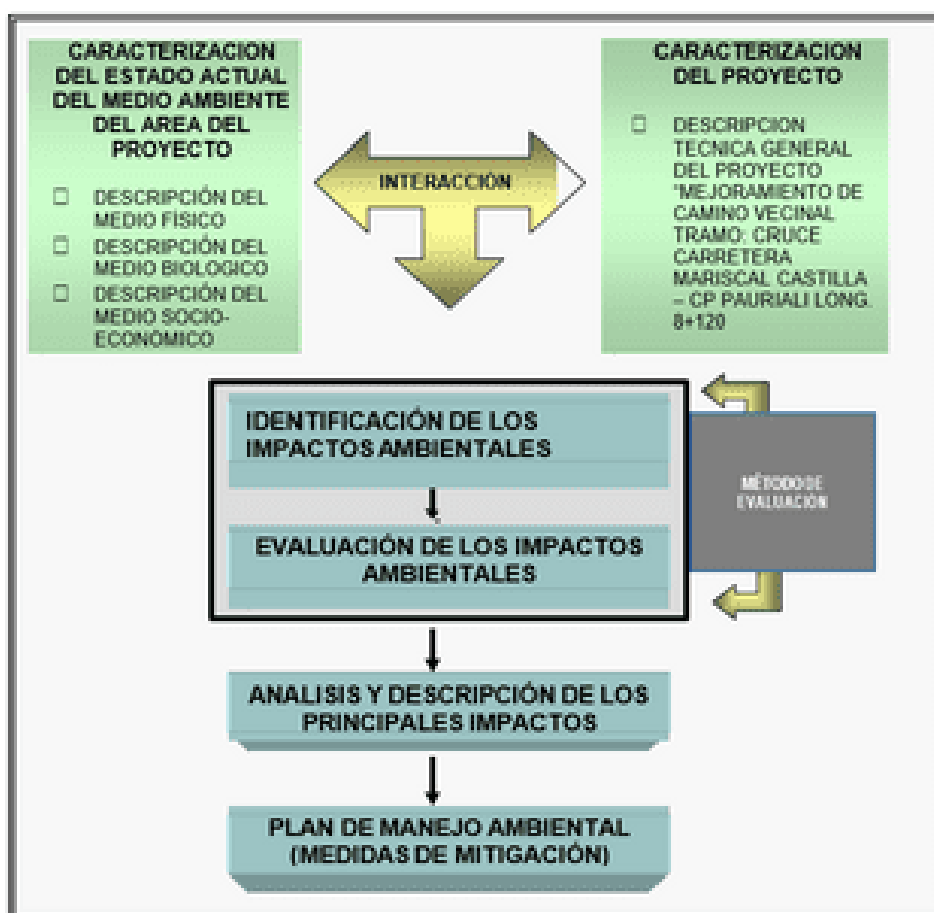 CARACTERIZACION
DEL ESTADO ACTUAL
DEL MEDIO AMBIENTE
DEL AREA DEL
PROYECTO
DESCRIPCIÓN DEL
MEDIO FÍSICO
DESCRIPCIÓN DEL
MEDIO BIOLOGICO
DESCRIPCIÓN DEL
MEDIO SOCIO-
ECONÓMICO
INTERACCIÓN
CARACTERIZACION
DEL PROYECTO
DESCRIPCION
TECNICA GENERAL
DEL PROYECTO
"MEJORAMIENTO DE
CAMINO VECINAL
TRAMO: CRUCE
CARRETERA
MARISCAL CASTILLA
– CP PAURIALI LONG.
8+120
IDENTIFICACIÓN DE LOS
IMPACTOS AMBIENTALES
MÉTODO DE
EVALUACIÓN
EVALUACIÓN DE LOS IMPACTOS
AMBIENTALES
ANALISIS Y DESCRIPCIÓN DE LOS
PRINCIPALES IMPACTOS
PLAN DE MANEJO AMBIENTAL
(MEDIDAS DE MITIGACIÓN)